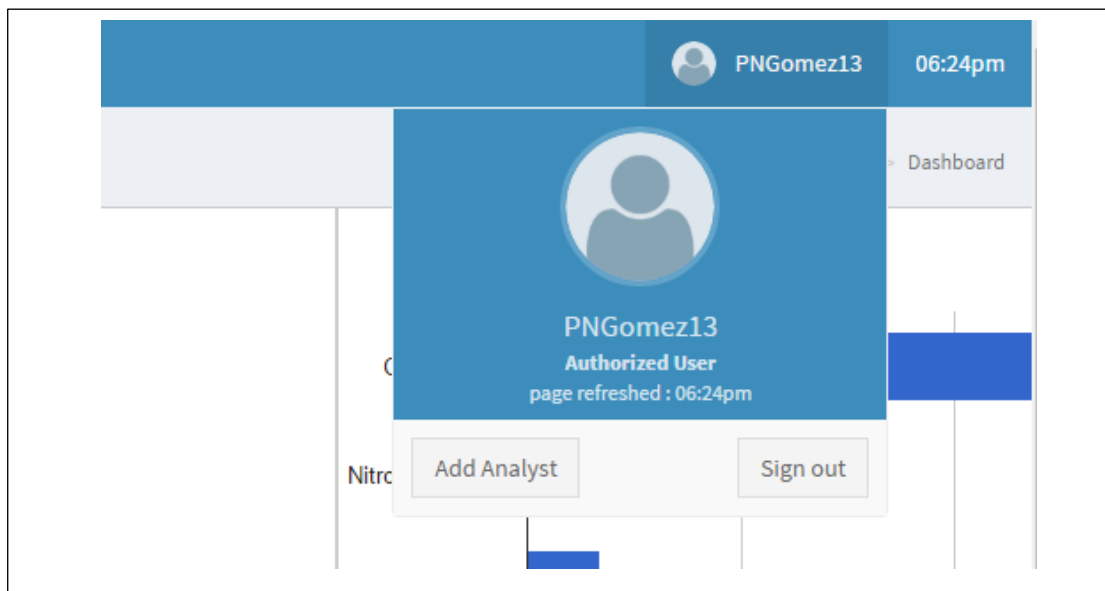 PNGomez13 06:24pm
> Dashboard
PNGomez13
Authorized User
page refreshed : 06:24pm
Add Analyst Sign out